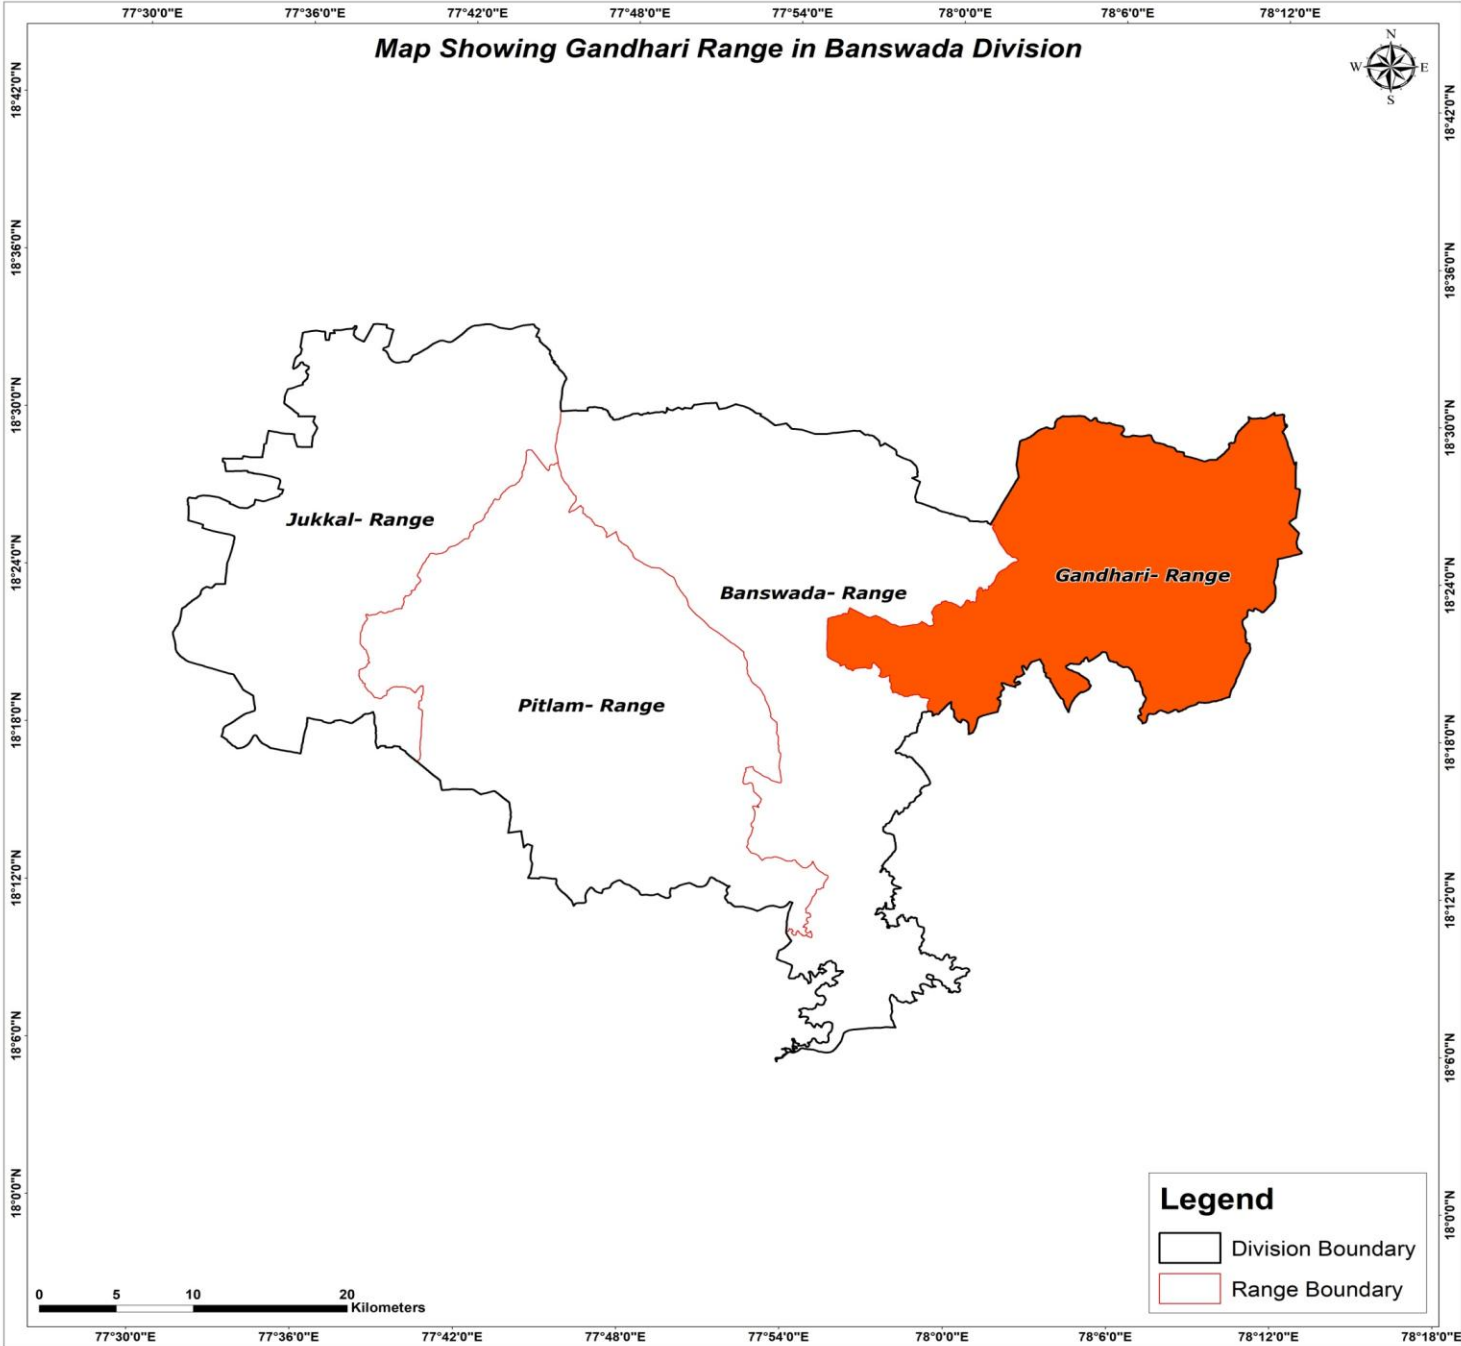 77°30'0"E 77°36'0"E 77°42'0"E 77°48'0"E 77°54'0"E 78°0'0"E 78°6'0"E 78°12'0"E
Map Showing Gandhari Range in Banswada Division
N
W E
S
18°42'0"N 18°42'0"N
18°36'0"N 18°36'0"N
18°30'0"N 18°30'0"N
Jukkal- Range
18°24'0"N 18°24'0"N
Gandhari- Range
Banswada- Range
Pitlam- Range
18°18'0"N 18°18'0"N
18°12'0"N 18°12'0"N
18°6'0"N 18°6'0"N
18°0'0"N 18°0'0"N
Legend
Division Boundary
Range Boundary
0 5 10 20
Kilometers
77°30'0"E 77°36'0"E 77°42'0"E 77°48'0"E 77°54'0"E 78°0'0"E 78°6'0"E 78°12'0"E 78°18'0"E